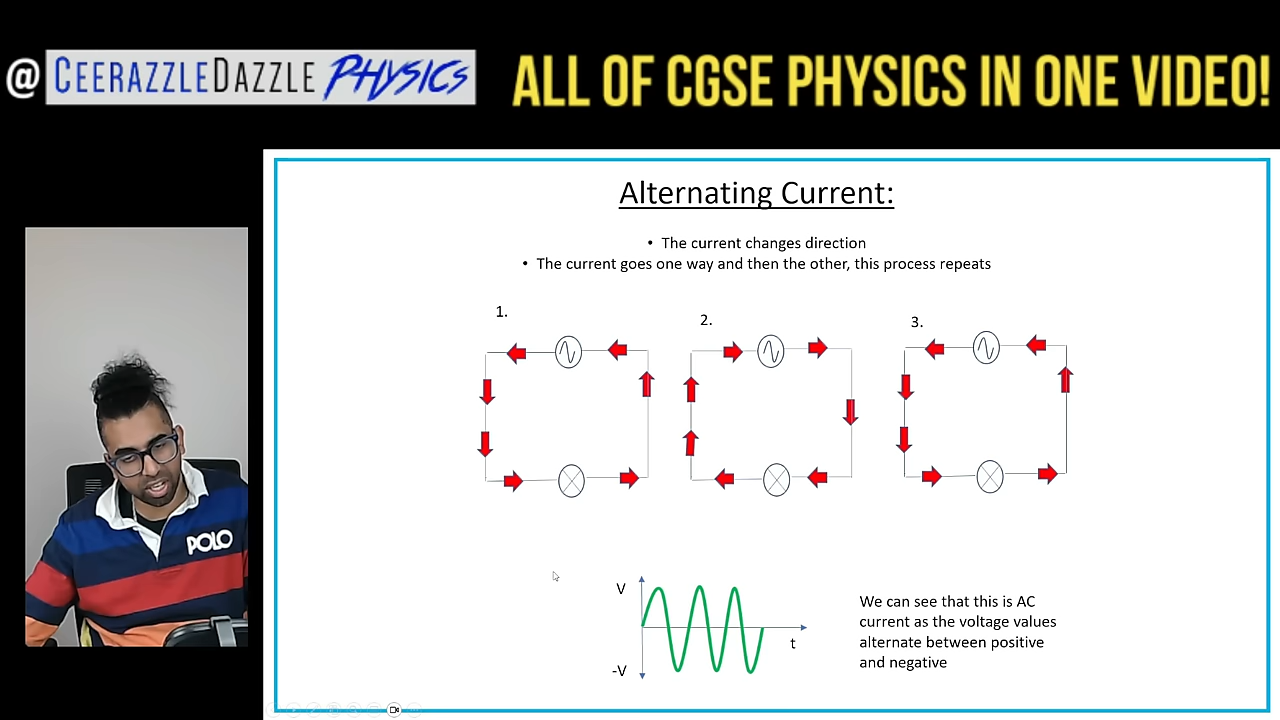 @ CEERAZZLEDAZZLE PHYSICS
ALL OF CGSE PHYSICS IN ONE VIDEO!
Alternating Current:
• The current changes direction
• The current goes one way and then the other, this process repeats
1.
2.
3.
POLO
V
t
-V
We can see that this is AC
current as the voltage values
alternate between positive
and negative